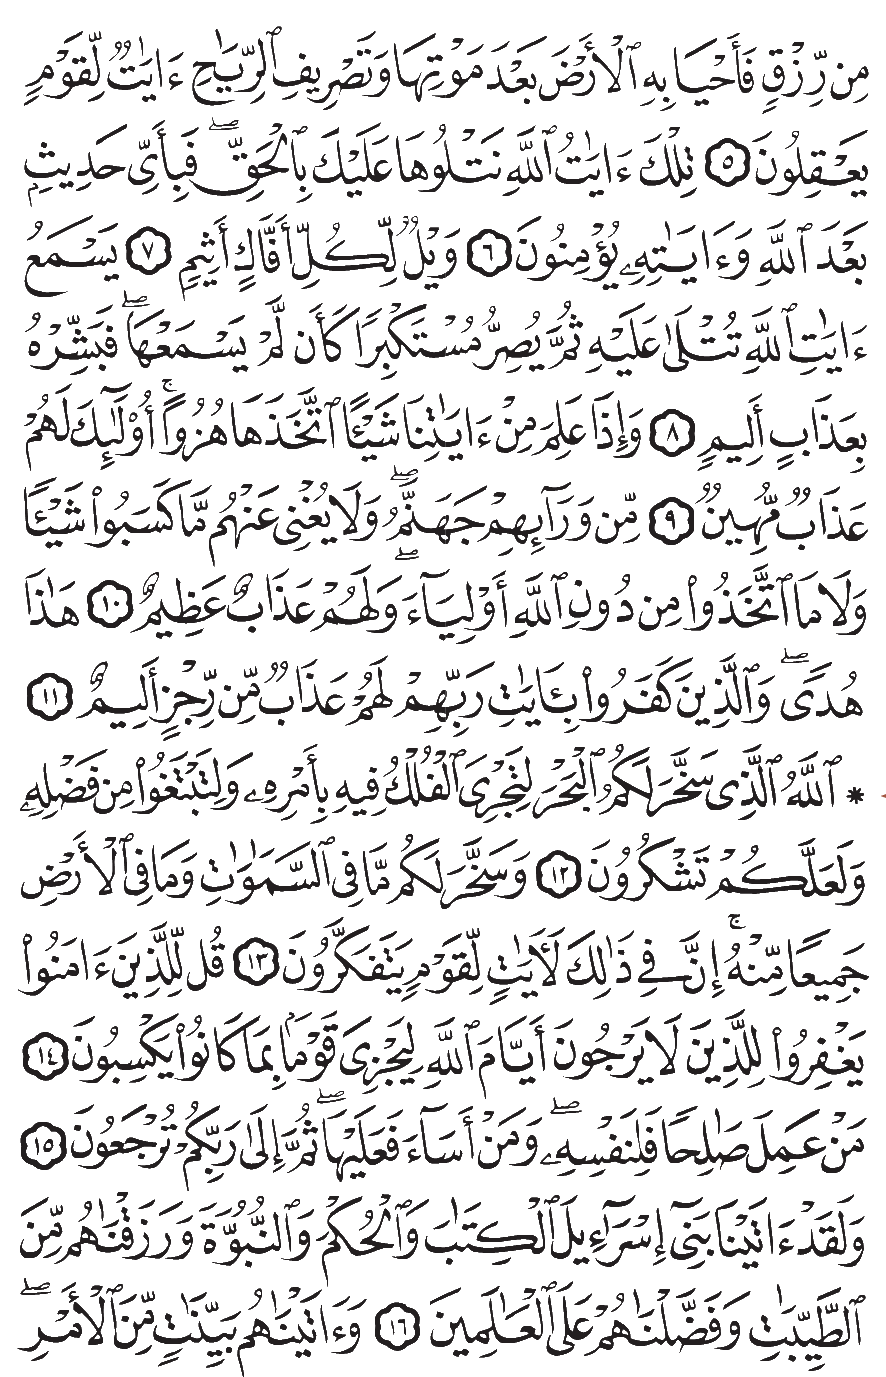 مِن رِّزْقٍ فَأَحْيَا بِهِ ٱلْأَرْضَ بَعْدَ مَوْتِهَا وَتَصْرِيفِ ٱلرِّيَٰحِ ءَايَٰتٌ لِّقَوْمٍ
يَعْقِلُونَ ٥ تِلْكَ ءَايَٰتُ ٱللَّهِ نَتْلُوهَا عَلَيْكَ بِٱلْحَقِّۖ فَبِأَىِّ حَدِيثِۭ
بَعْدَ ٱللَّهِ وَءَايَٰتِهِۦ يُؤْمِنُونَ ٦ وَيْلٌ لِّكُلِّ أَفَّاكٍ أَثِيمٍ ٧ يَسْمَعُ
ءَايَٰتِ ٱللَّهِ تُتْلَىٰ عَلَيْهِ ثُمَّ يُصِرُّ مُسْتَكْبِرًا كَأَن لَّمْ يَسْمَعْهَاۖ فَبَشِّرْهُ
بِعَذَابٍ أَلِيمٍ ٨ وَإِذَا عَلِمَ مِنْ ءَايَٰتِنَا شَيْـًٔا ٱتَّخَذَهَا هُزُوًاۚ أُو۟لَٰٓئِكَ لَهُمْ
عَذَابٌ مُّهِينٌ ٩ مِّن وَرَآئِهِمْ جَهَنَّمُۖ وَلَا يُغْنِى عَنْهُم مَّا كَسَبُوا۟ شَيْـًٔا
وَلَا مَا ٱتَّخَذُوا۟ مِن دُونِ ٱللَّهِ أَوْلِيَآءَۖ وَلَهُمْ عَذَابٌ عَظِيمٌ ١٠ هَٰذَا
هُدًىۖ وَٱلَّذِينَ كَفَرُوا۟ بِـَٔايَٰتِ رَبِّهِمْ لَهُمْ عَذَابٌ مِّن رِّجْزٍ أَلِيمٌ ١١
* ٱللَّهُ ٱلَّذِى سَخَّرَ لَكُمُ ٱلْبَحْرَ لِتَجْرِىَ ٱلْفُلْكُ فِيهِ بِأَمْرِهِۦ وَلِتَبْتَغُوا۟ مِن فَضْلِهِۦ
وَلَعَلَّكُمْ تَشْكُرُونَ ١٢ وَسَخَّرَ لَكُم مَّا فِى ٱلسَّمَٰوَٰتِ وَمَا فِى ٱلْأَرْضِ
جَمِيعًا مِّنْهُۚ إِنَّ فِى ذَٰلِكَ لَءَايَٰتٍ لِّقَوْمٍ يَتَفَكَّرُونَ ١٣ قُل لِّلَّذِينَ ءَامَنُوا۟
يَغْفِرُوا۟ لِلَّذِينَ لَا يَرْجُونَ أَيَّامَ ٱللَّهِ لِيَجْزِىَ قَوْمًۢا بِمَا كَانُوا۟ يَكْسِبُونَ ١٤
مَنْ عَمِلَ صَٰلِحًا فَلِنَفْسِهِۦۖ وَمَنْ أَسَآءَ فَعَلَيْهَاۖ ثُمَّ إِلَىٰ رَبِّكُمْ تُرْجَعُونَ ١٥
وَلَقَدْ ءَاتَيْنَا بَنِىٓ إِسْرَٰٓءِيلَ ٱلْكِتَٰبَ وَٱلْحُكْمَ وَٱلنُّبُوَّةَ وَرَزَقْنَٰهُم مِّنَ
ٱلطَّيِّبَٰتِ وَفَضَّلْنَٰهُمْ عَلَى ٱلْعَٰلَمِينَ ١٦ وَءَاتَيْنَٰهُم بَيِّنَٰتٍ مِّنَ ٱلْأَمْرِۖ